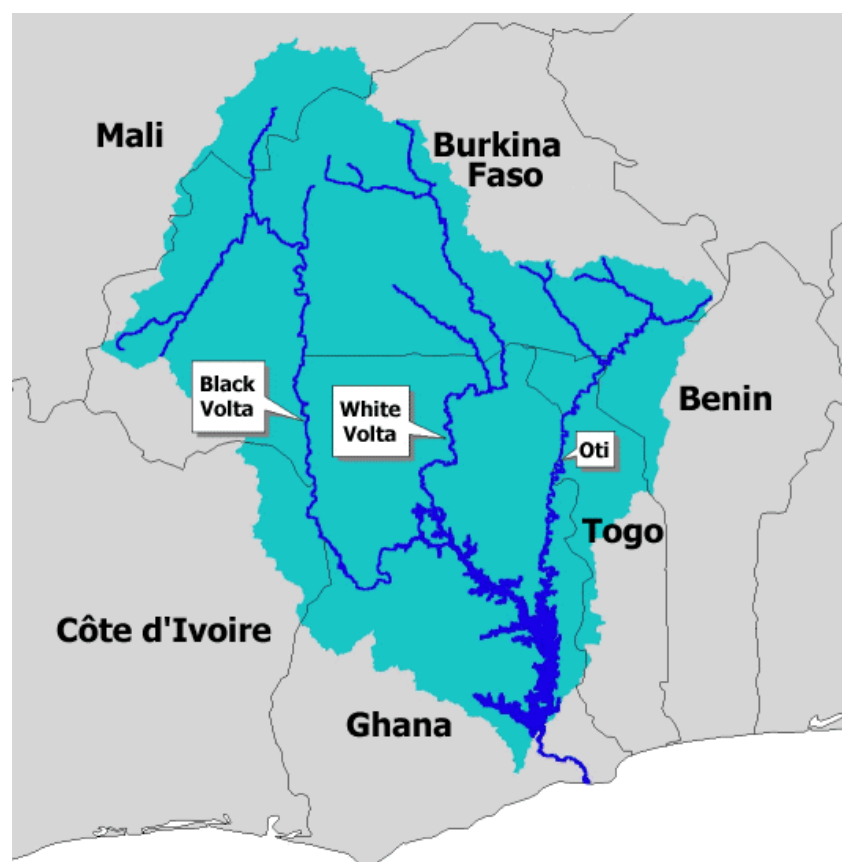 Mali
Burkina
Faso
Black
Volta
White
Volta
Benin
Oti
Togo
Côte d'Ivoire
Ghana